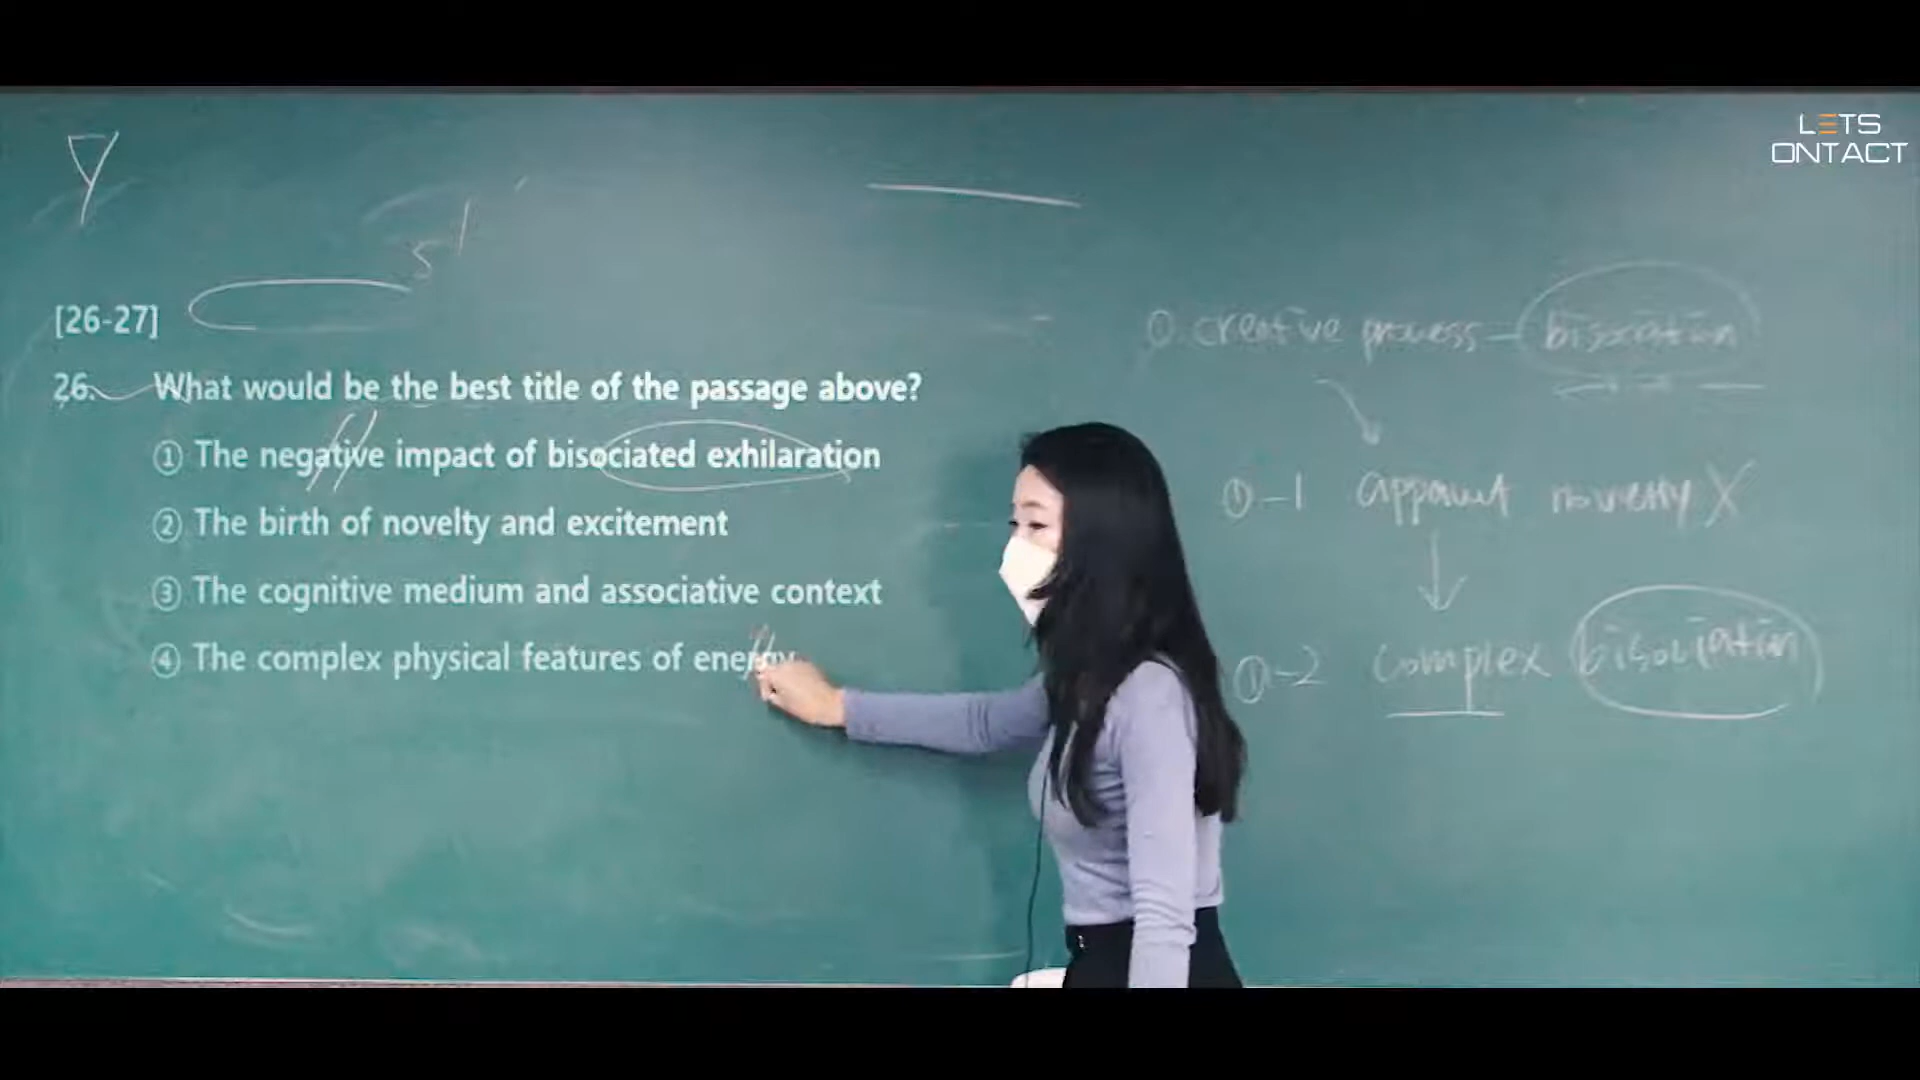 LETS
ONTACT
[26-27]
26. What would be the best title of the passage above?
① The negative impact of bisociated exhilaration
② The birth of novelty and excitement
③ The cognitive medium and associative context
④ The complex physical features of energy
①. creative process - bisociation
①-1 apparent novelty X
①-2 complex bisociation